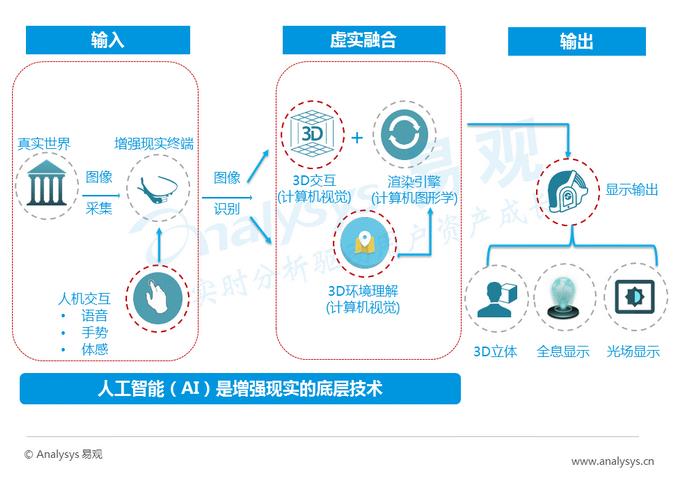 输入
虚实融合
输出
真实世界
增强现实终端
图像
采集
图像
识别
3D
3D交互
(计算机视觉)
+
渲染引擎
(计算机图形学)
显示输出
人机交互
• 语音
• 手势
• 体感
3D环境理解
(计算机视觉)
3D立体
全息显示
光场显示
Analysys 易观
实时分析驱动用户资产成长
人工智能（AI）是增强现实的底层技术
© Analysys 易观
www.analysys.cn